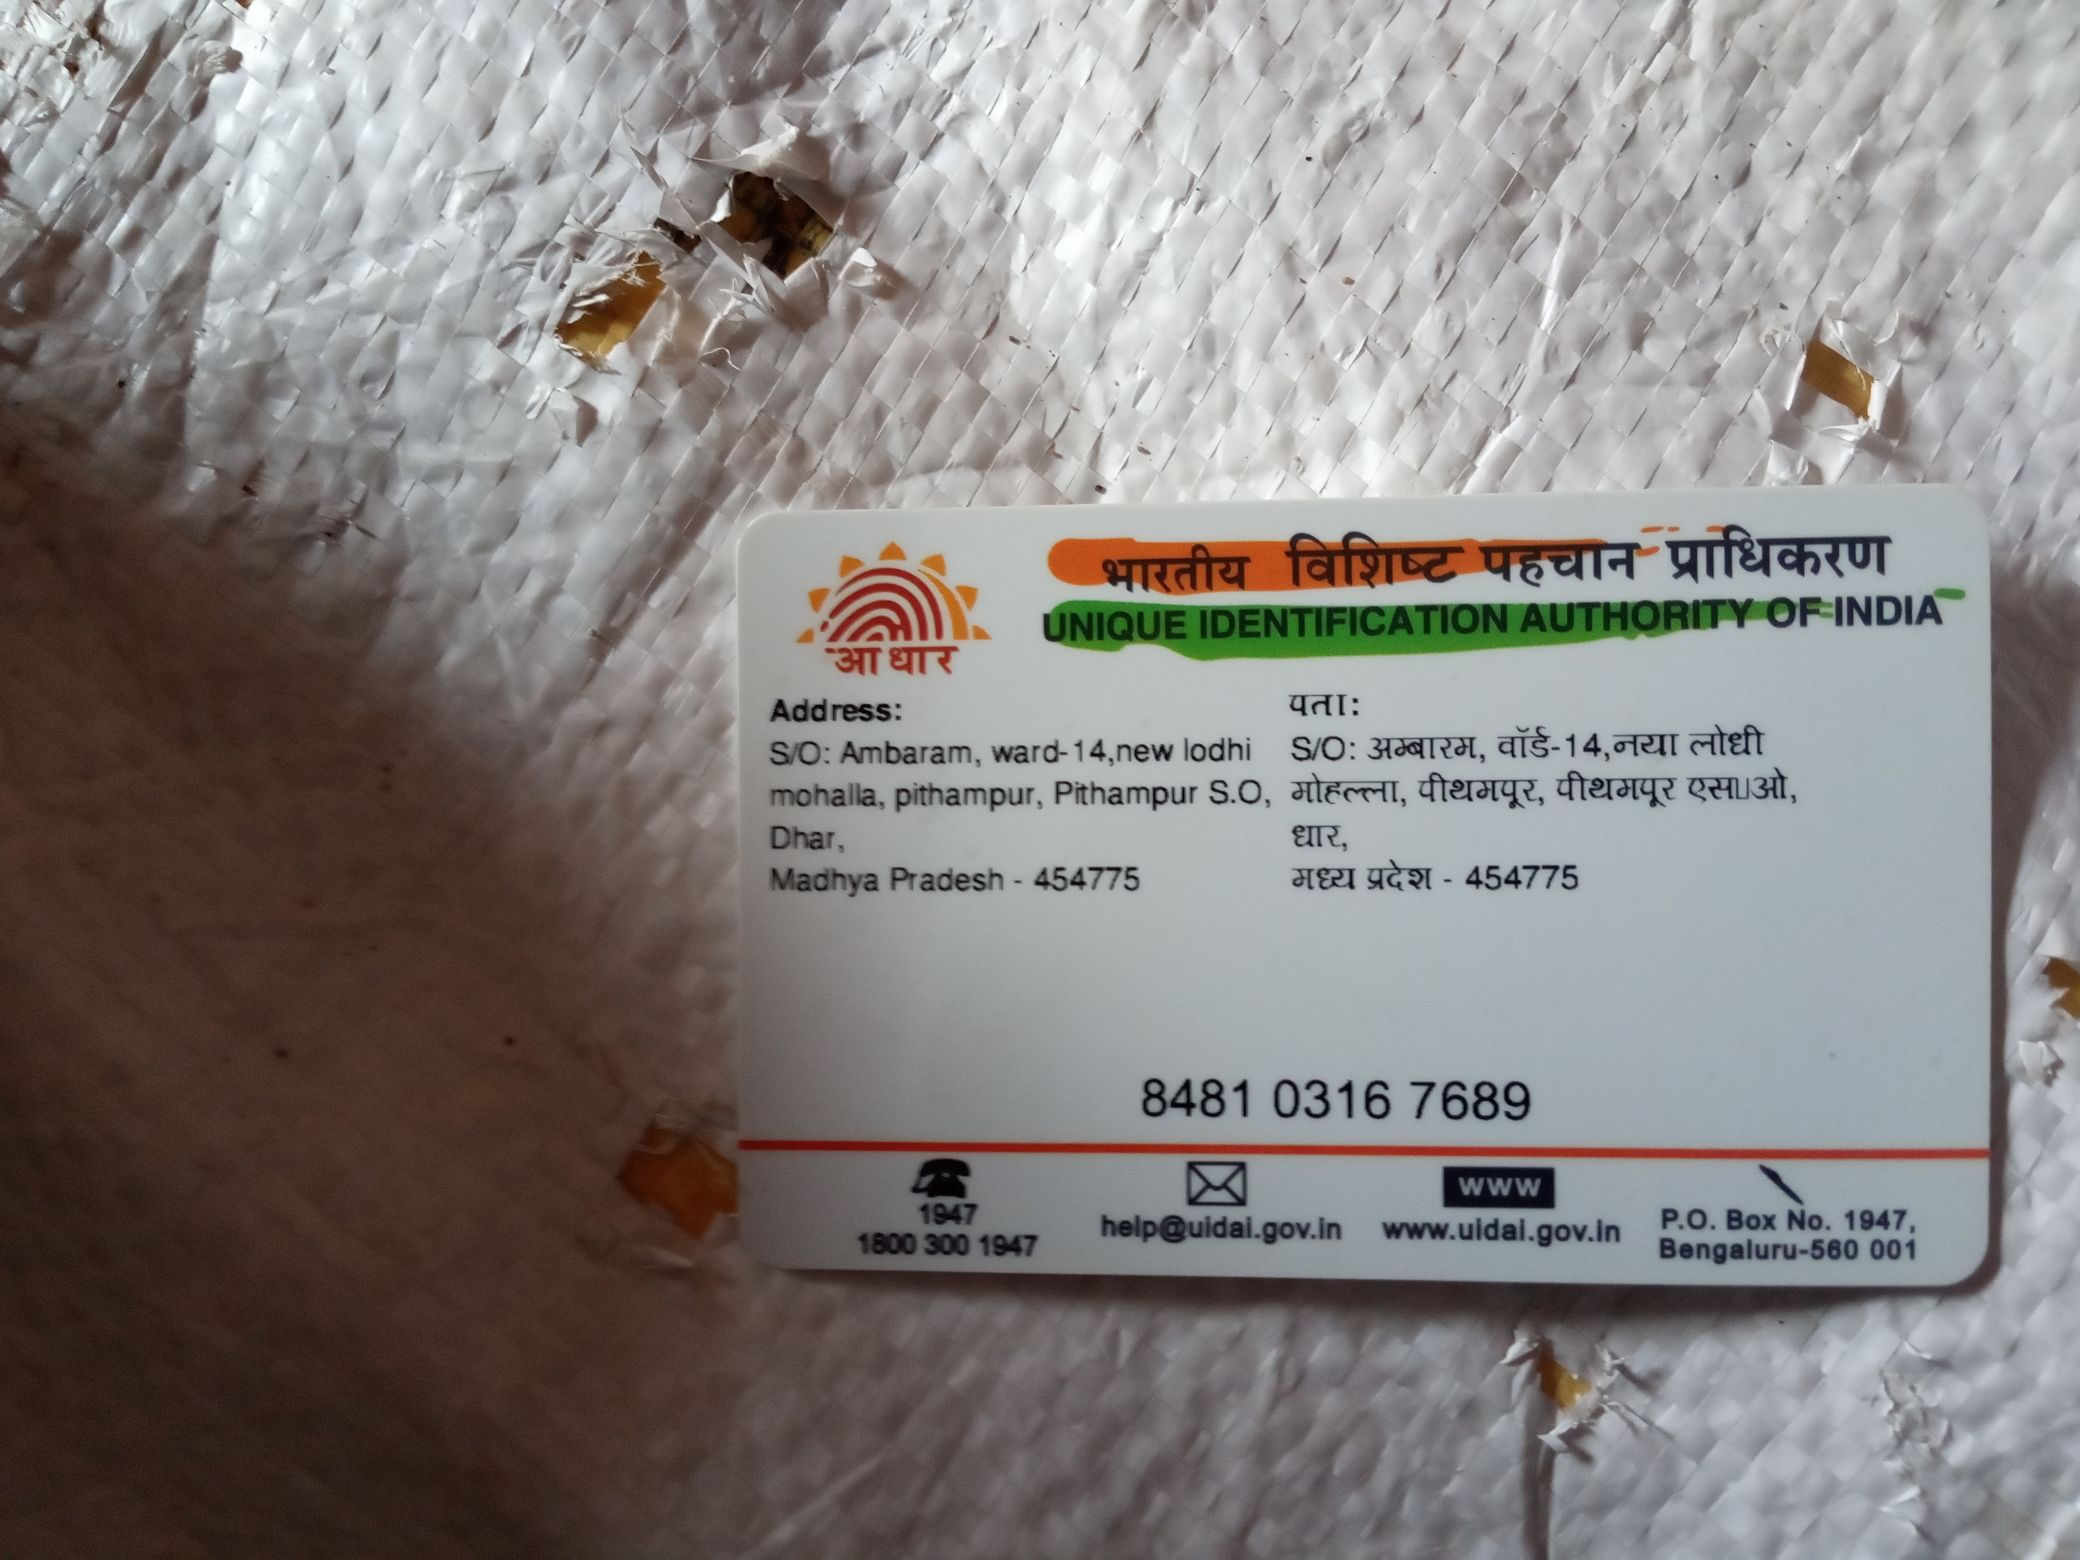 भारतीय विशिष्ट पहचान प्राधिकरण
UNIQUE IDENTIFICATION AUTHORITY OF INDIA
आधार
Address:
S/O: Ambaram, ward-14,new lodhi
mohalla, pithampur, Pithampur S.O,
Dhar,
Madhya Pradesh - 454775
पता:
S/O: अम्बारम, वॉर्ड-14,नया लोधी
मोहल्ला, पीथमपूर, पीथमपूर एस▯ओ,
धार,
मध्य प्रदेश - 454775
8481 0316 7689
1947
1800 300 1947
help@uidai.gov.in
WWW
www.uidai.gov.in
P.O. Box No. 1947,
Bengaluru-560 001